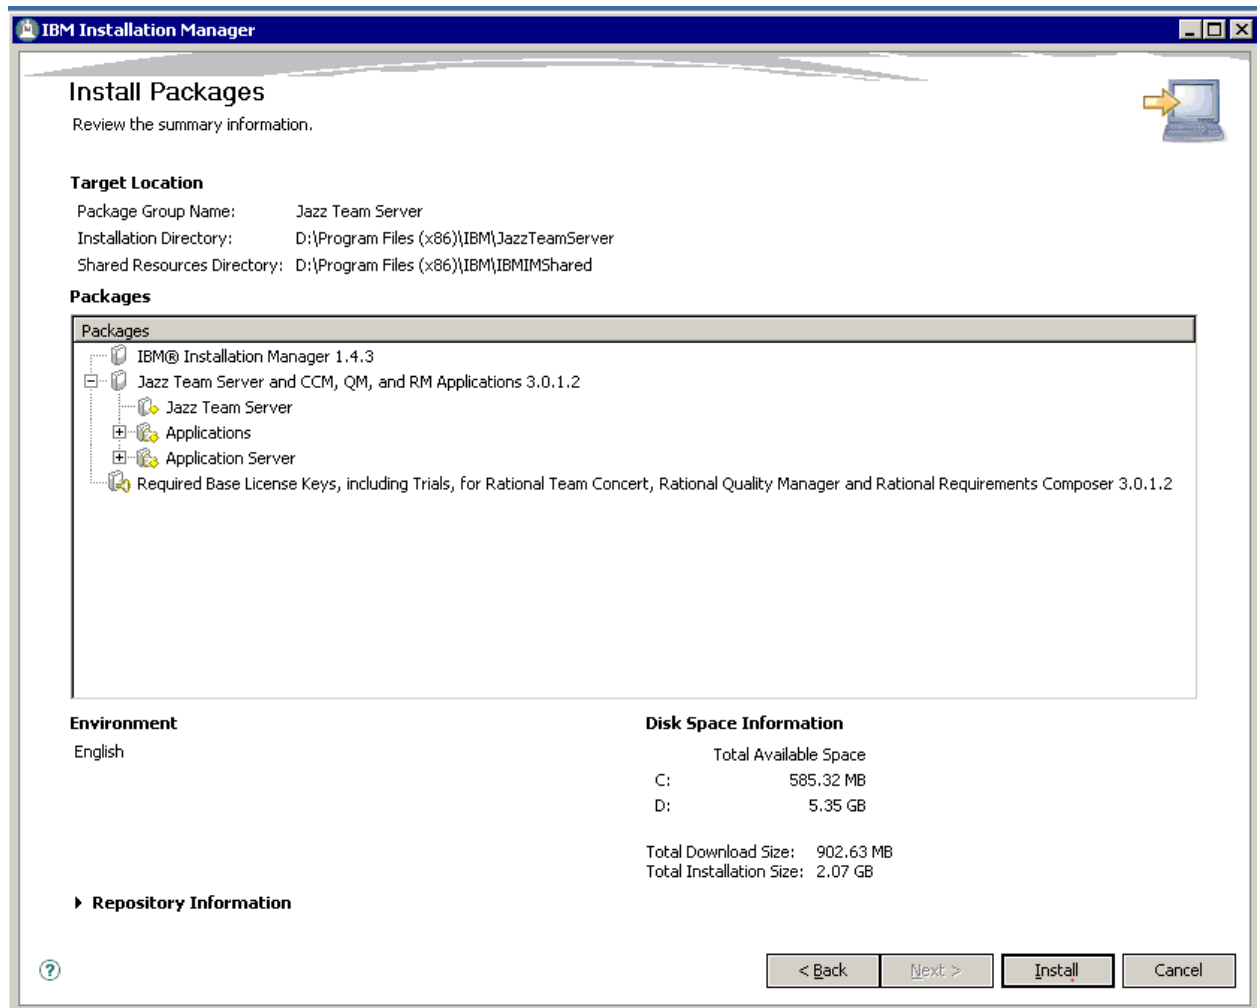 IBM Installation Manager
Install Packages
Review the summary information.
Target Location
Package Group Name: Jazz Team Server
Installation Directory: D:\Program Files (x86)\IBM\JazzTeamServer
Shared Resources Directory: D:\Program Files (x86)\IBM\IBMIMShared
Packages
Packages
IBM® Installation Manager 1.4.3
Jazz Team Server and CCM, QM, and RM Applications 3.0.1.2
Jazz Team Server
Applications
Application Server
Required Base License Keys, including Trials, for Rational Team Concert, Rational Quality Manager and Rational Requirements Composer 3.0.1.2
Environment
English
Disk Space Information
Total Available Space
C: 585.32 MB
D: 5.35 GB
Total Download Size: 902.63 MB
Total Installation Size: 2.07 GB
Repository Information
? < Back Next > Install Cancel